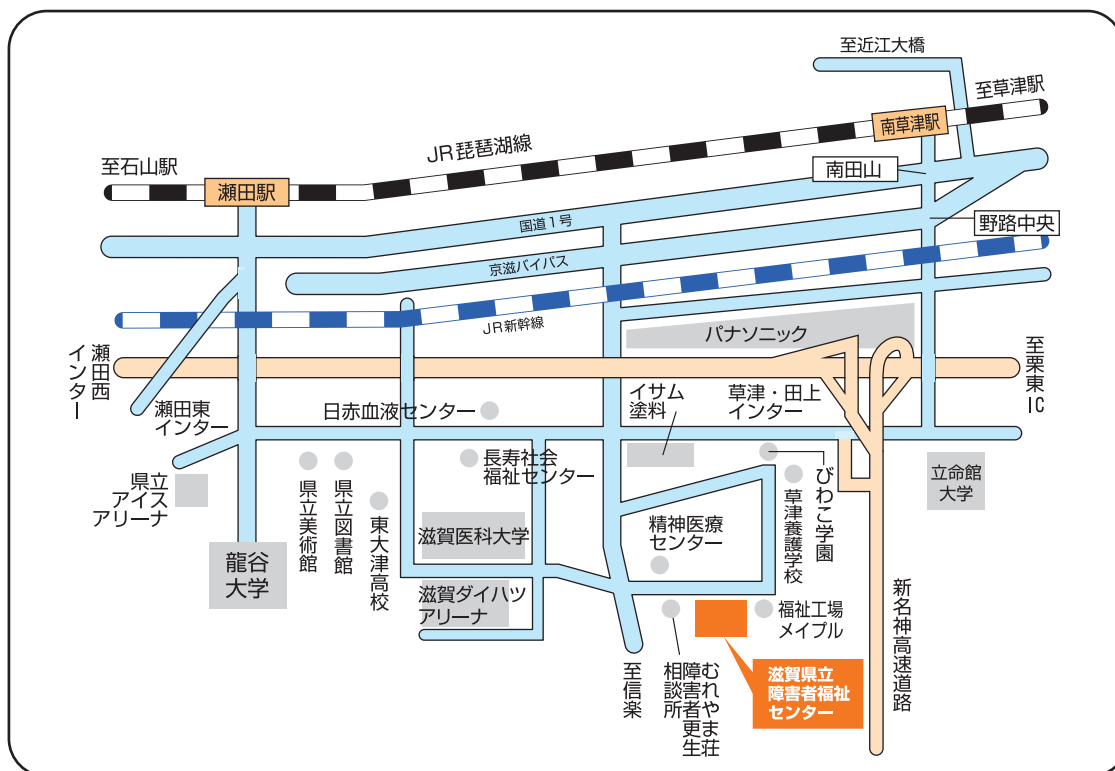 至近江大橋
至草津駅
南草津駅
JR琵琶湖線
至石山駅
瀬田駅
南田山
野路中央
国道1号
京滋バイパス
JR新幹線
パナソニック
瀬田西
インター
至栗東IC
瀬田東
インター
日赤血液センター
イサム
塗料
草津・田上
インター
長寿社会
福祉センター
県立
アイス
アリーナ
県立美術館
県立図書館
東大津高校
滋賀医科大学
精神医療
センター
びわこ学園
草津養護学校
立命館
大学
龍谷
大学
滋賀ダイハツ
アリーナ
福祉工場
メイプル
新名神高速道路
至信楽
むれやま荘
障害者更生
相談所
滋賀県立
障害者福祉
センター